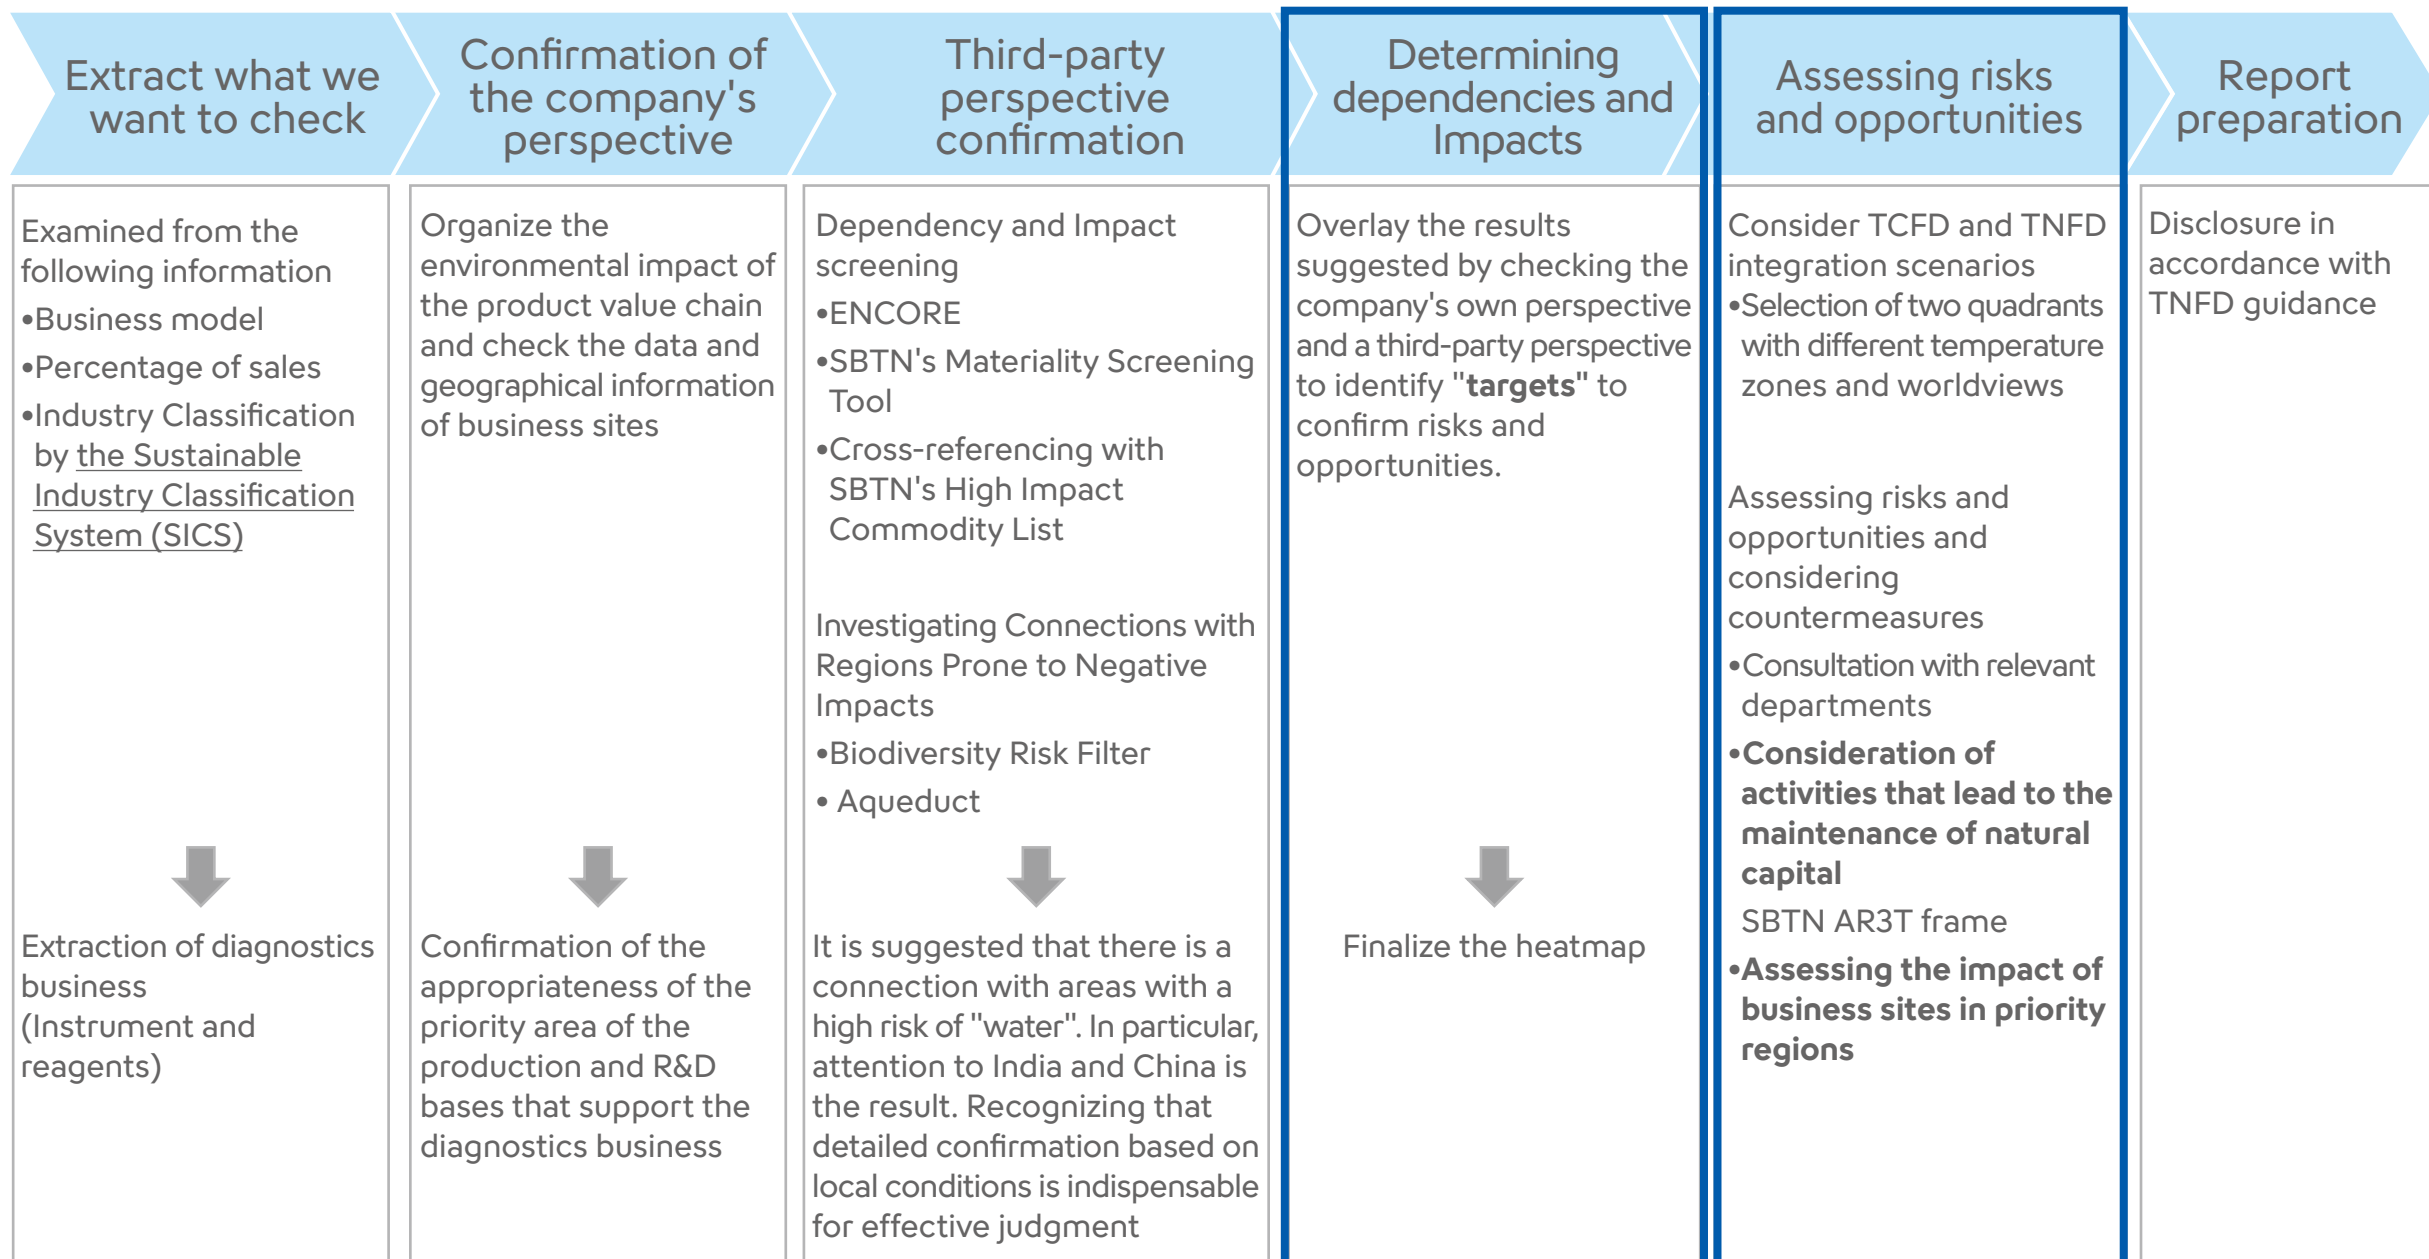 Extract what we
want to check
Confirmation of
the company's
perspective
Third-party
perspective
confirmation
Determining
dependencies and
Impacts
Assessing risks
and opportunities
Report
preparation
Examined from the
following information
•Business model
•Percentage of sales
•Industry Classification
by the Sustainable
Industry Classification
System (SICS)
Extraction of diagnostics
business
(Instrument and
reagents)
Organize the
environmental impact of
the product value chain
and check the data and
geographical information
of business sites
Confirmation of the
appropriateness of the
priority area of the
production and R&D
bases that support the
diagnostics business
Dependency and Impact
screening
•ENCORE
•SBTN's Materiality Screening
Tool
•Cross-referencing with
SBTN's High Impact
Commodity List
Investigating Connections with
Regions Prone to Negative
Impacts
•Biodiversity Risk Filter
• Aqueduct
It is suggested that there is a
connection with areas with a
high risk of "water". In particular,
attention to India and China is
the result. Recognizing that
detailed confirmation based on
local conditions is indispensable
for effective judgment
Overlay the results
suggested by checking the
company's own perspective
and a third-party perspective
to identify "targets" to
confirm risks and
opportunities.
Finalize the heatmap
Consider TCFD and TNFD
integration scenarios
•Selection of two quadrants
with different temperature
zones and worldviews
Assessing risks and
opportunities and
considering
countermeasures
•Consultation with relevant
departments
•Consideration of
activities that lead to the
maintenance of natural
capital
SBTN AR3T frame
•Assessing the impact of
business sites in priority
regions
Disclosure in
accordance with
TNFD guidance